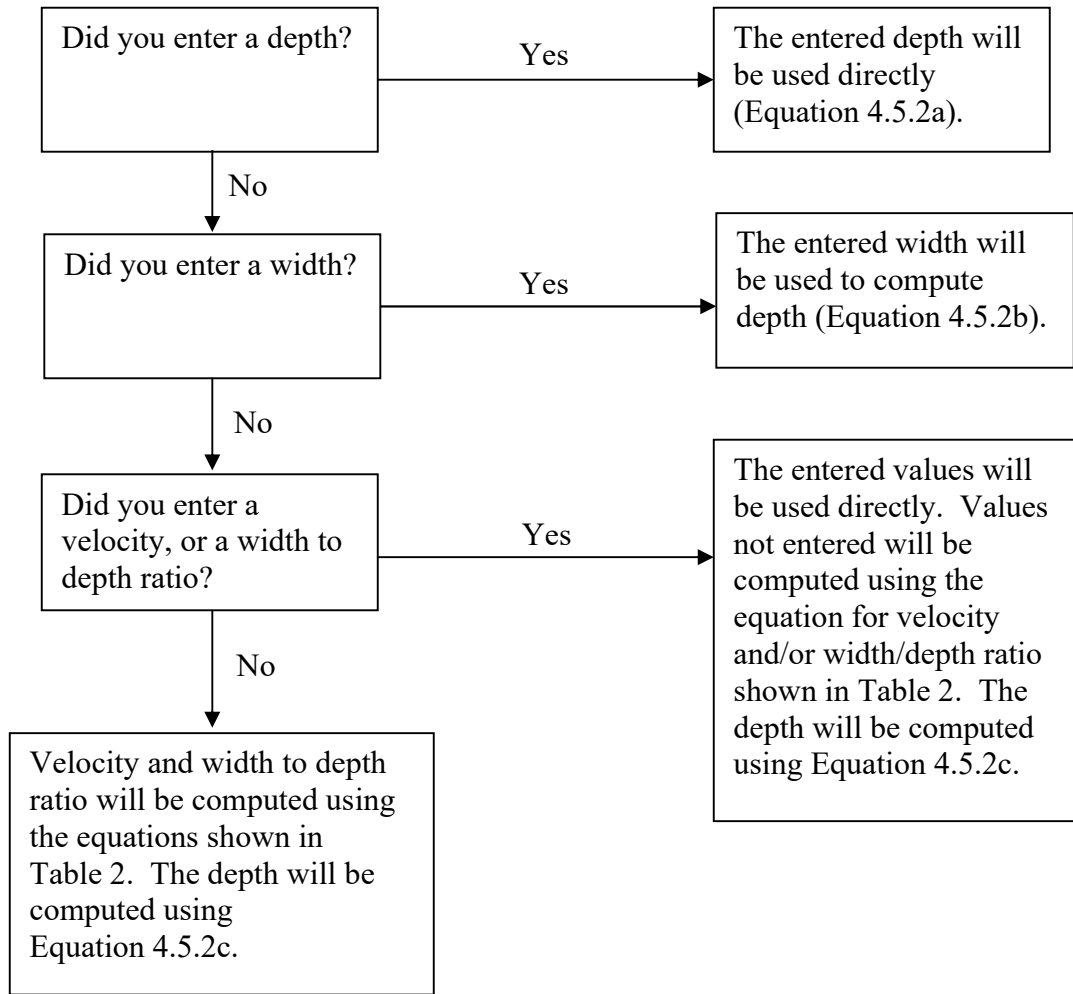 Did you enter a depth?
Yes
The entered depth will
be used directly
(Equation 4.5.2a).
No
Did you enter a width?
Yes
The entered width will
be used to compute
depth (Equation 4.5.2b).
No
Did you enter a
velocity, or a width to
depth ratio?
Yes
The entered values will
be used directly.  Values
not entered will be
computed using the
equation for velocity
and/or width/depth ratio
shown in Table 2.  The
depth will be computed
using Equation 4.5.2c.
No
Velocity and width to depth
ratio will be computed using
the equations shown in
Table 2.  The depth will be
computed using
Equation 4.5.2c.